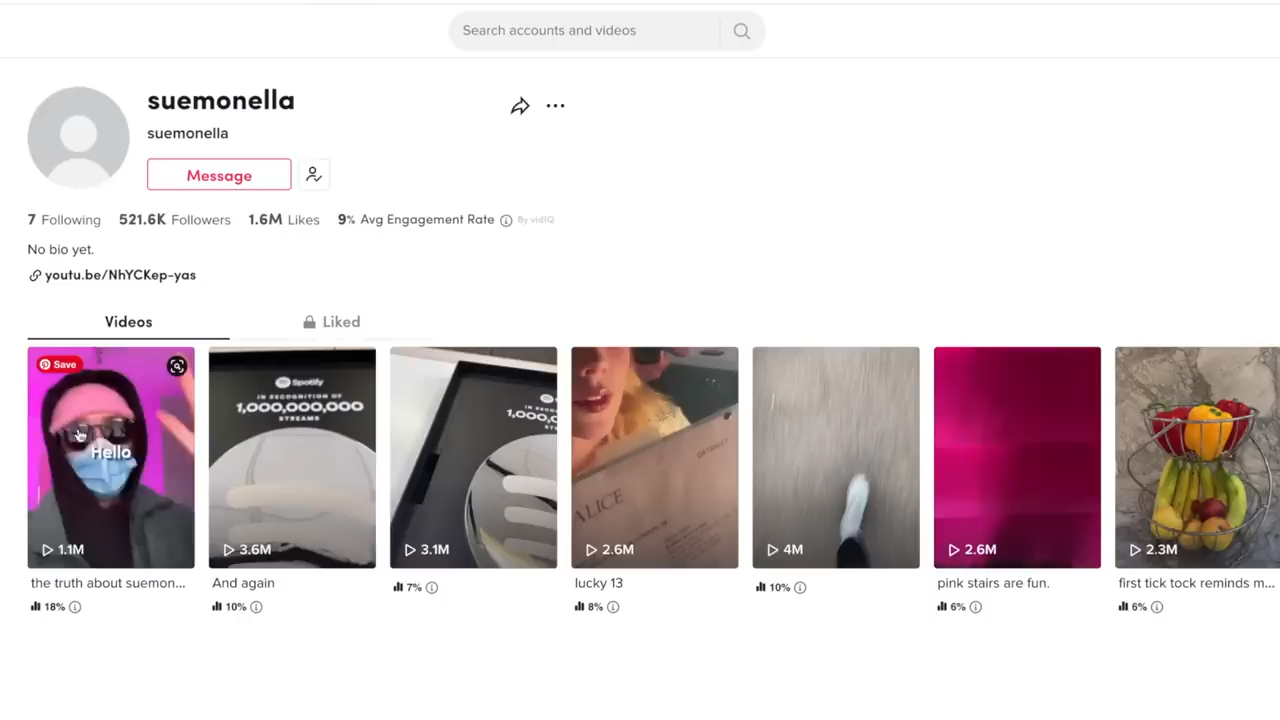 Search accounts and videos
suemonella
suemonella
Message
7 Following 521.6K Followers 1.6M Likes 9% Avg Engagement Rate By vidIQ
No bio yet.
youtu.be/NhYCKep-yas
Videos
Liked
Save
Hello
1.1M
the truth about suemon...
18%
Spotify
IN RECOGNITION OF
1,000,000,000
STREAMS
3.6M
And again
10%
3.1M
7%
ALICE
2.6M
lucky 13
8%
4M
10%
2.6M
pink stairs are fun.
6%
2.3M
first tick tock reminds m...
6%